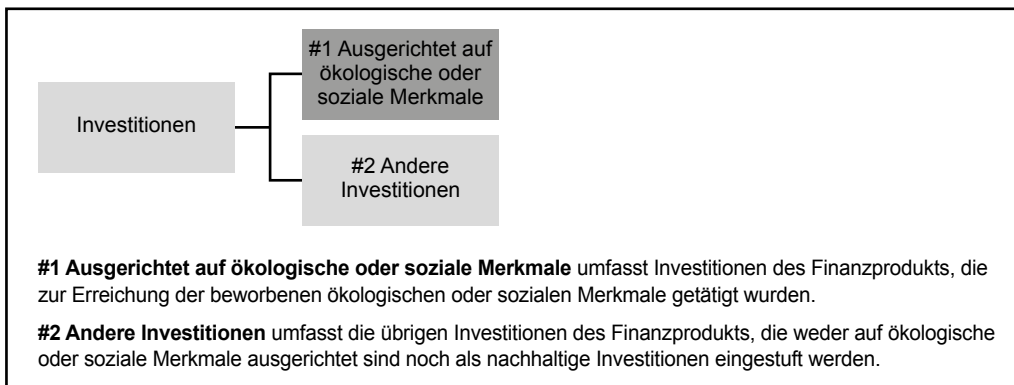 #1 Ausgerichtet auf
ökologische oder
soziale Merkmale
Investitionen
#2 Andere
Investitionen
#1 Ausgerichtet auf ökologische oder soziale Merkmale umfasst Investitionen des Finanzprodukts, die
zur Erreichung der beworbenen ökologischen oder sozialen Merkmale getätigt wurden.
#2 Andere Investitionen umfasst die übrigen Investitionen des Finanzprodukts, die weder auf ökologische
oder soziale Merkmale ausgerichtet sind noch als nachhaltige Investitionen eingestuft werden.